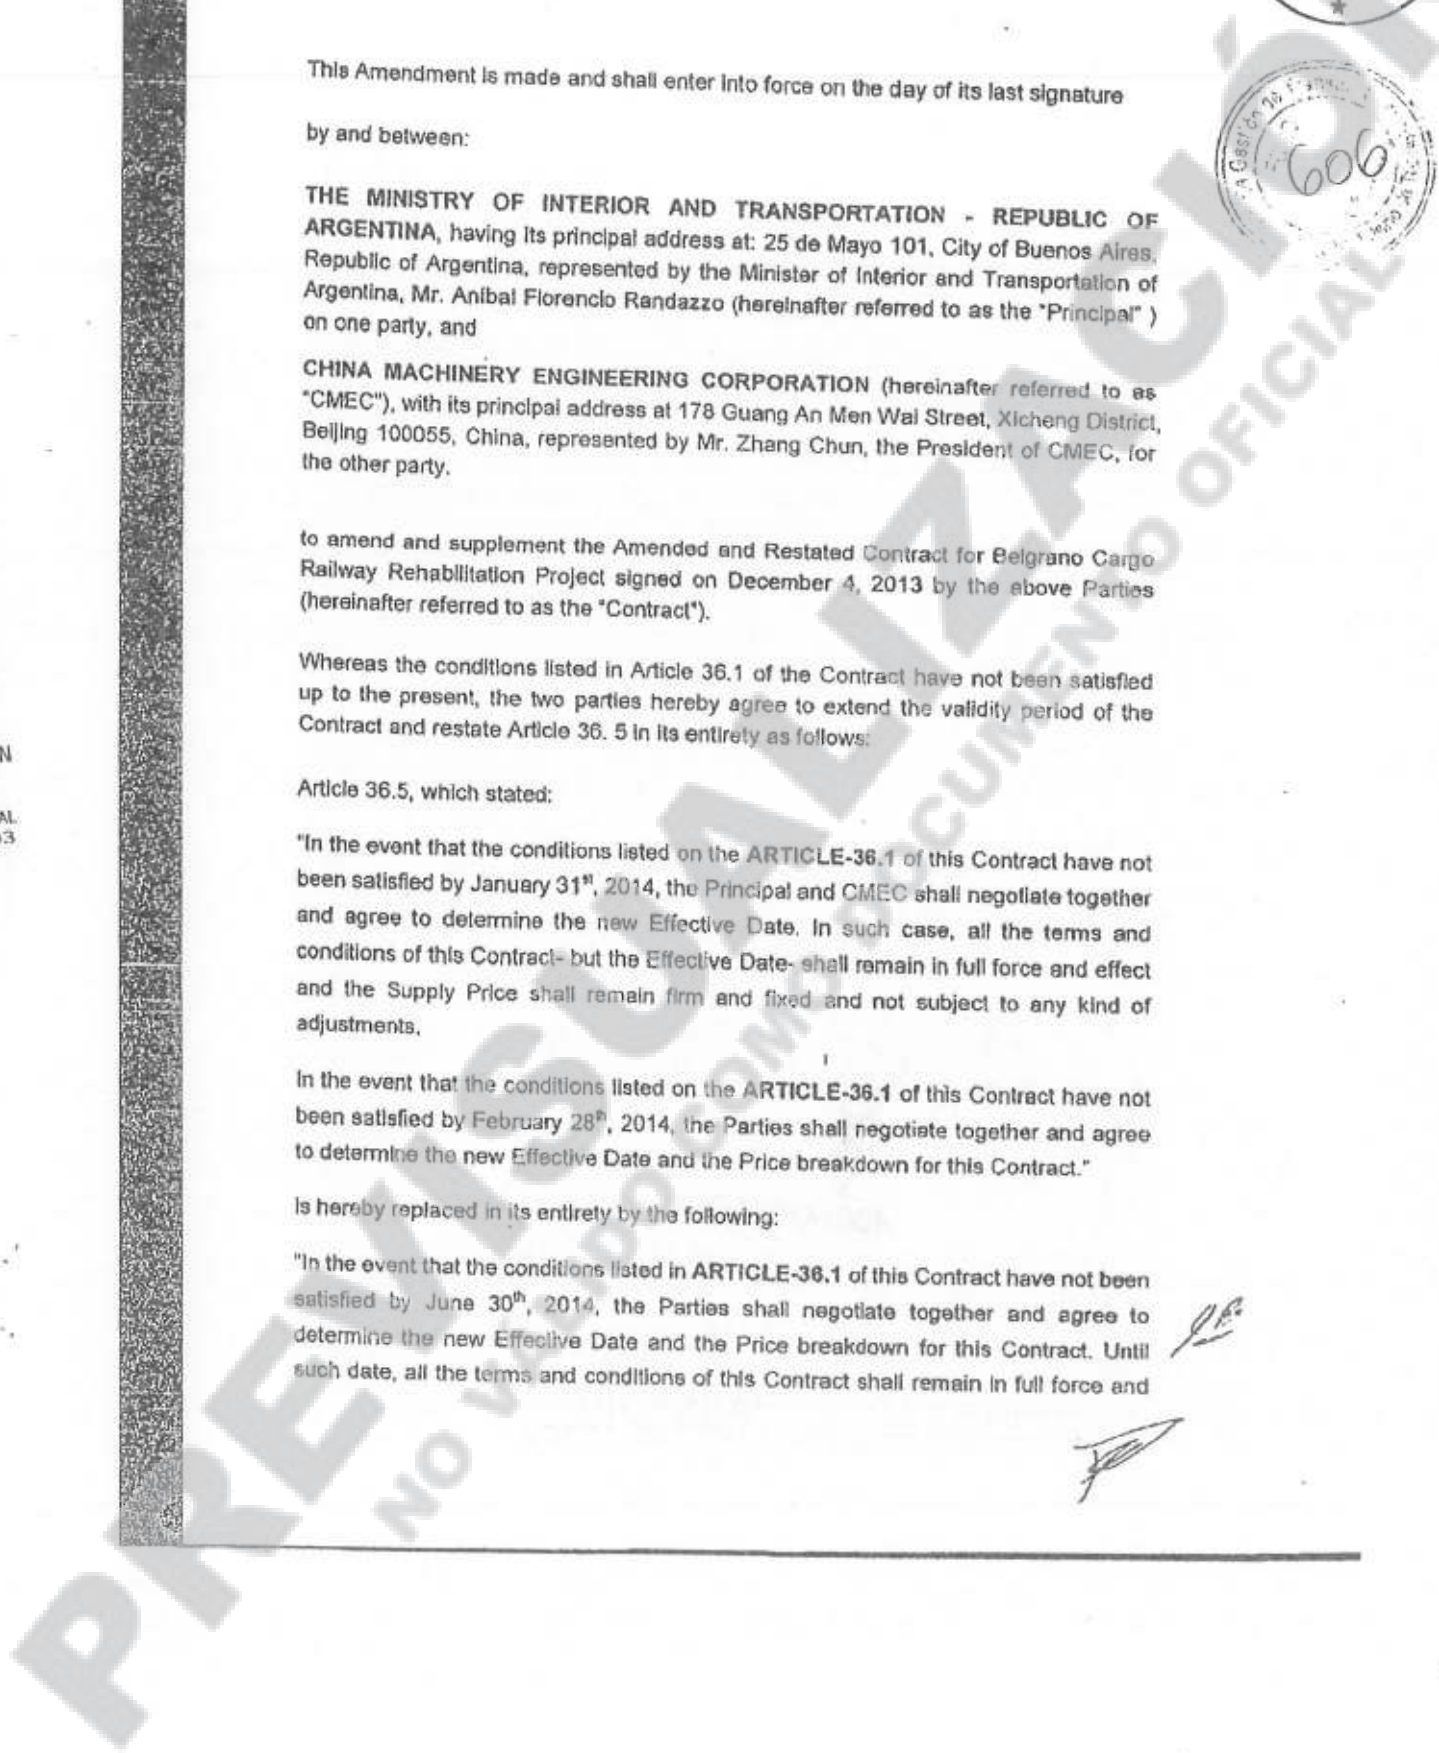 This Amendment is made and shall enter into force on the day of its last signature
by and between:
THE MINISTRY OF INTERIOR AND TRANSPORTATION - REPUBLIC OF
ARGENTINA, having its principal address at: 25 de Mayo 101, City of Buenos Aires,
Republic of Argentina, represented by the Minister of Interior and Transportation of
Argentina, Mr. Anibal Florencio Randazzo (hereinafter referred to as the "Principal" )
on one party, and
CHINA MACHINERY ENGINEERING CORPORATION (hereinafter referred to as
"CMEC"), with its principal address at 178 Guang An Men Wai Street, Xicheng District,
Beijing 100055, China, represented by Mr. Zhang Chun, the President of CMEC, for
the other party.
to amend and supplement the Amended and Restated Contract for Belgrano Cargo
Railway Rehabilitation Project signed on December 4, 2013 by the above Parties
(hereinafter referred to as the "Contract").
Whereas the conditions listed in Article 36.1 of the Contract have not been satisfied
up to the present, the two parties hereby agree to extend the validity period of the
Contract and restate Article 36. 5 in its entirety as follows:
Article 36.5, which stated:
"In the event that the conditions listed on the ARTICLE-36.1 of this Contract have not
been satisfied by January 31st, 2014, the Principal and CMEC shall negotiate together
and agree to determine the new Effective Date. In such case, all the terms and
conditions of this Contract- but the Effective Date- shall remain in full force and effect
and the Supply Price shall remain firm and fixed and not subject to any kind of
adjustments.
In the event that the conditions listed on the ARTICLE-36.1 of this Contract have not
been satisfied by February 28th, 2014, the Parties shall negotiate together and agree
to determine the new Effective Date and the Price breakdown for this Contract."
Is hereby replaced in its entirety by the following:
"In the event that the conditions listed in ARTICLE-36.1 of this Contract have not been
satisfied by June 30th, 2014, the Parties shall negotiate together and agree to
determine the new Effective Date and the Price breakdown for this Contract. Until
such date, all the terms and conditions of this Contract shall remain in full force and
606
N
AL
PREVISUALIZACIÓN
NO VALIDO COMO DOCUMENTO OFICIAL